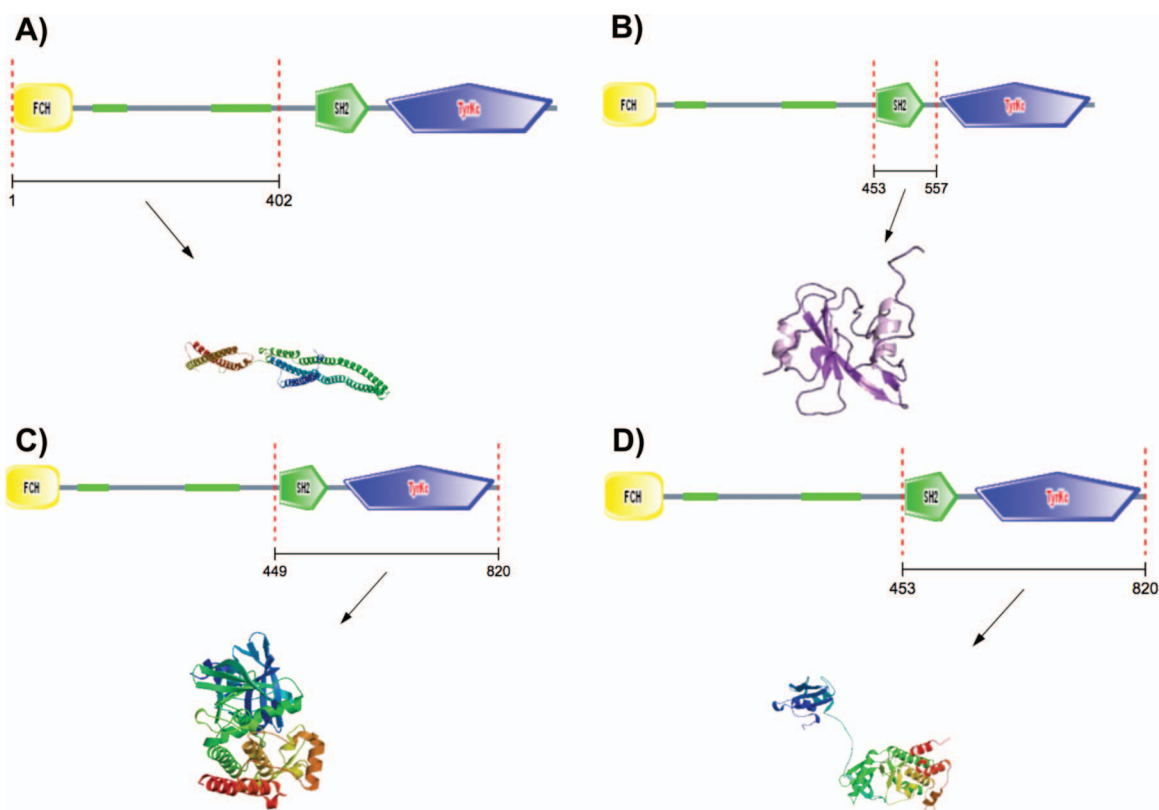 A)
FCH
SH2
TyrKc
1
402
B)
FCH
SH2
TyrKc
453
557
C)
FCH
SH2
TyrKc
449
820
D)
FCH
SH2
TyrKc
453
820